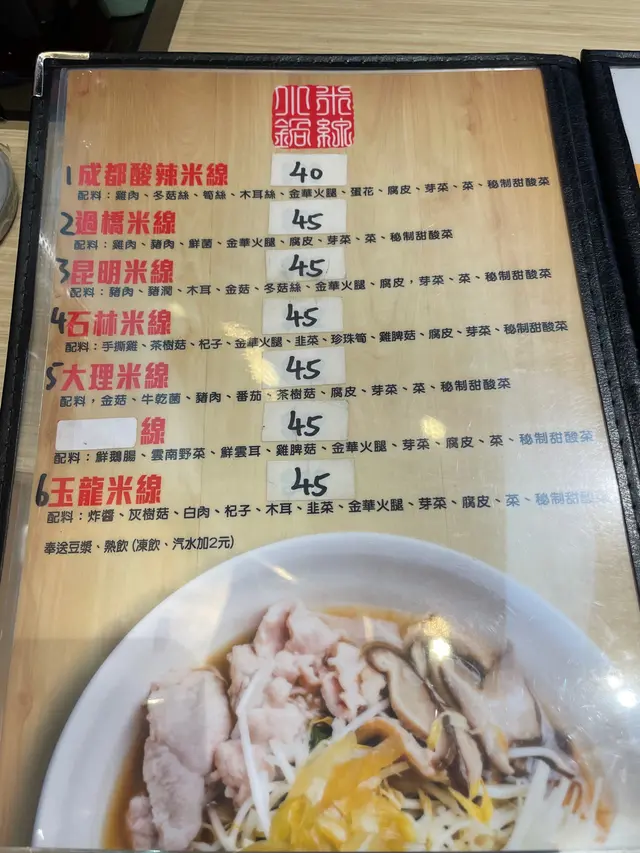 小鍋米線
1成都酸辣米線 40
配料：雞肉、冬菇絲、筍絲、木耳絲、金華火腿、蛋花、腐皮、芽菜、菜、秘制甜酸菜
2過橋米線 45
配料：雞肉、豬肉、鮮菌、金華火腿、腐皮、芽菜、菜、秘制甜酸菜
3昆明米線 45
配料：豬肉、豬潤、木耳、金菇、冬菇絲、金華火腿、腐皮，芽菜、菜、秘制甜酸菜
4石林米線 45
配料：手撕雞、茶樹菇、杞子、金華火腿、韭菜、珍珠筍、雞脾菇、腐皮、芽菜、秘制甜酸菜
5大理米線 45
配料，金菇、牛乾菌、豬肉、番茄、茶樹菇、腐皮、芽菜、菜、秘制甜酸菜
線 45
配料：鮮鵝腸、雲南野菜、鮮雲耳、雞脾菇、金華火腿、芽菜、腐皮、菜、秘制甜酸菜
6玉龍米線 45
配料：炸醬、灰樹菇、白肉、杞子、木耳、韭菜、金華火腿、芽菜、腐皮、菜、秘制甜酸菜
奉送豆漿、熱飲 (凍飲、汽水加2元)